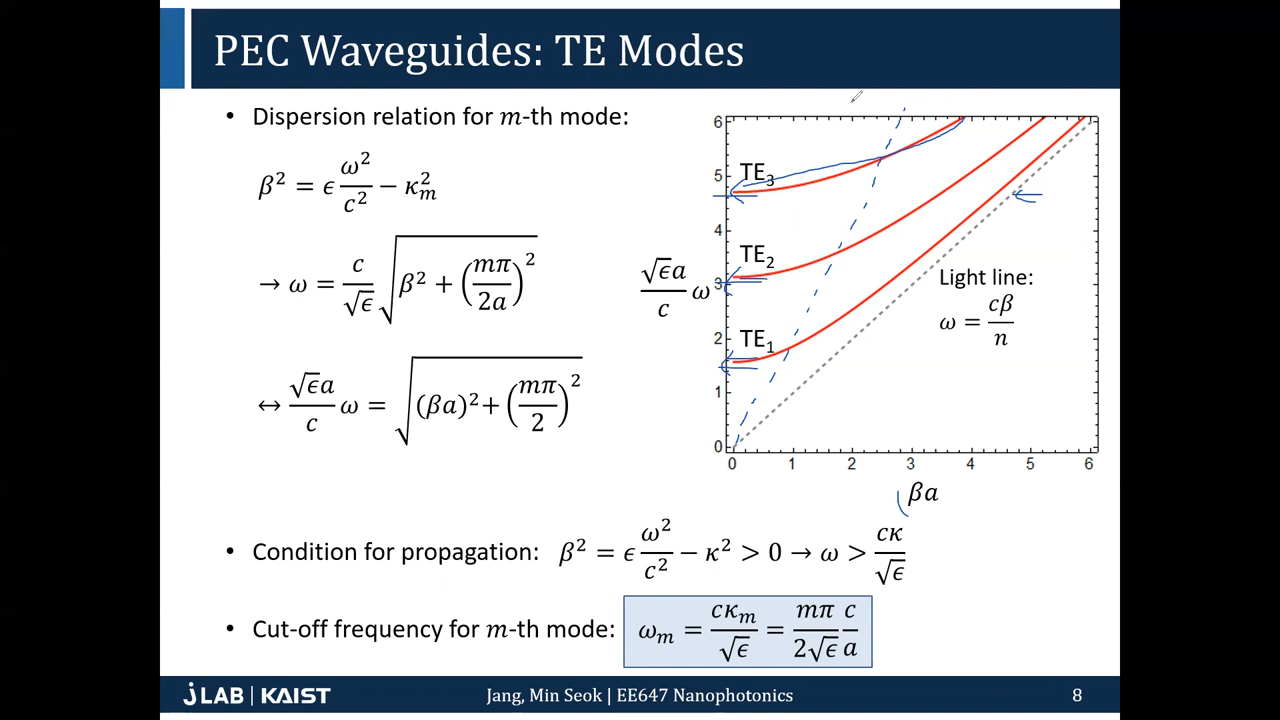 PEC Waveguides: TE Modes
• Dispersion relation for m-th mode:
β² = ϵ ω²/c² − κₘ²
→ ω = c/√ϵ √(β² + (mπ/2a)²)
↔ √ϵa/c ω = √((βa)² + (mπ/2)²)
√ϵa/c ω
6
5
4
3
2
1
0
TE₃
TE₂
TE₁
Light line:
ω = cβ/n
0 1 2 3 4 5 6
βa
• Condition for propagation: β² = ϵ ω²/c² − κ² > 0 → ω > cκ/√ϵ
• Cut-off frequency for m-th mode: ωₘ = cκₘ/√ϵ = mπ/2√ϵ c/a
jLAB | KAIST
Jang, Min Seok | EE647 Nanophotonics
8